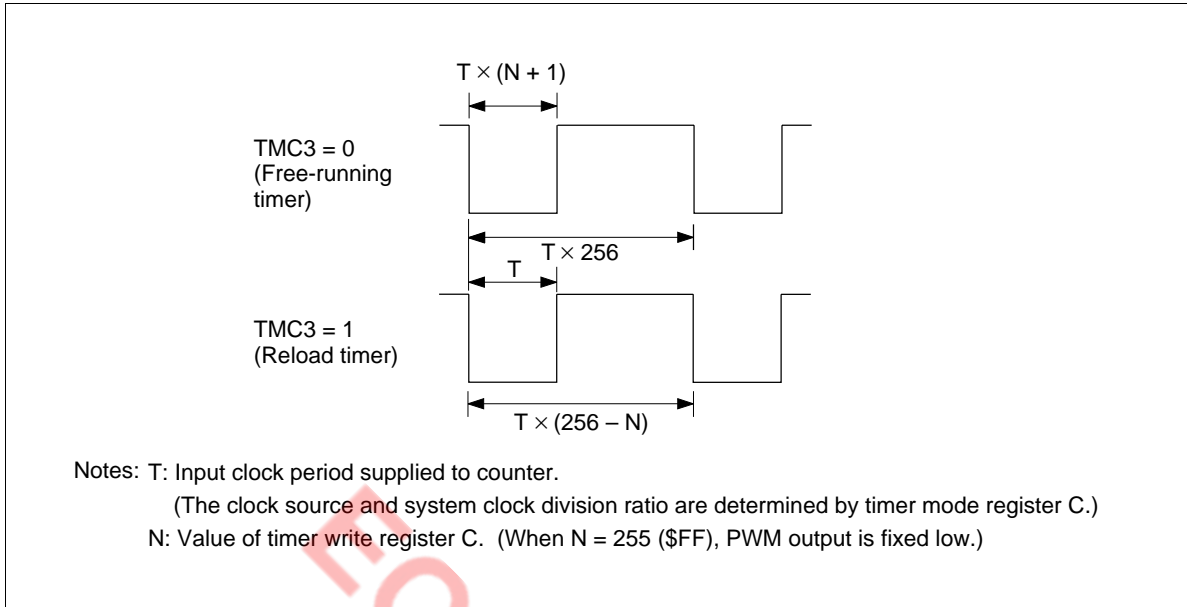 T × (N + 1)
TMC3 = 0
(Free-running
timer)
T × 256
T
TMC3 = 1
(Reload timer)
T × (256 – N)
Notes: T: Input clock period supplied to counter.
(The clock source and system clock division ratio are determined by timer mode register C.)
N: Value of timer write register C. (When N = 255 ($FF), PWM output is fixed low.)
EO